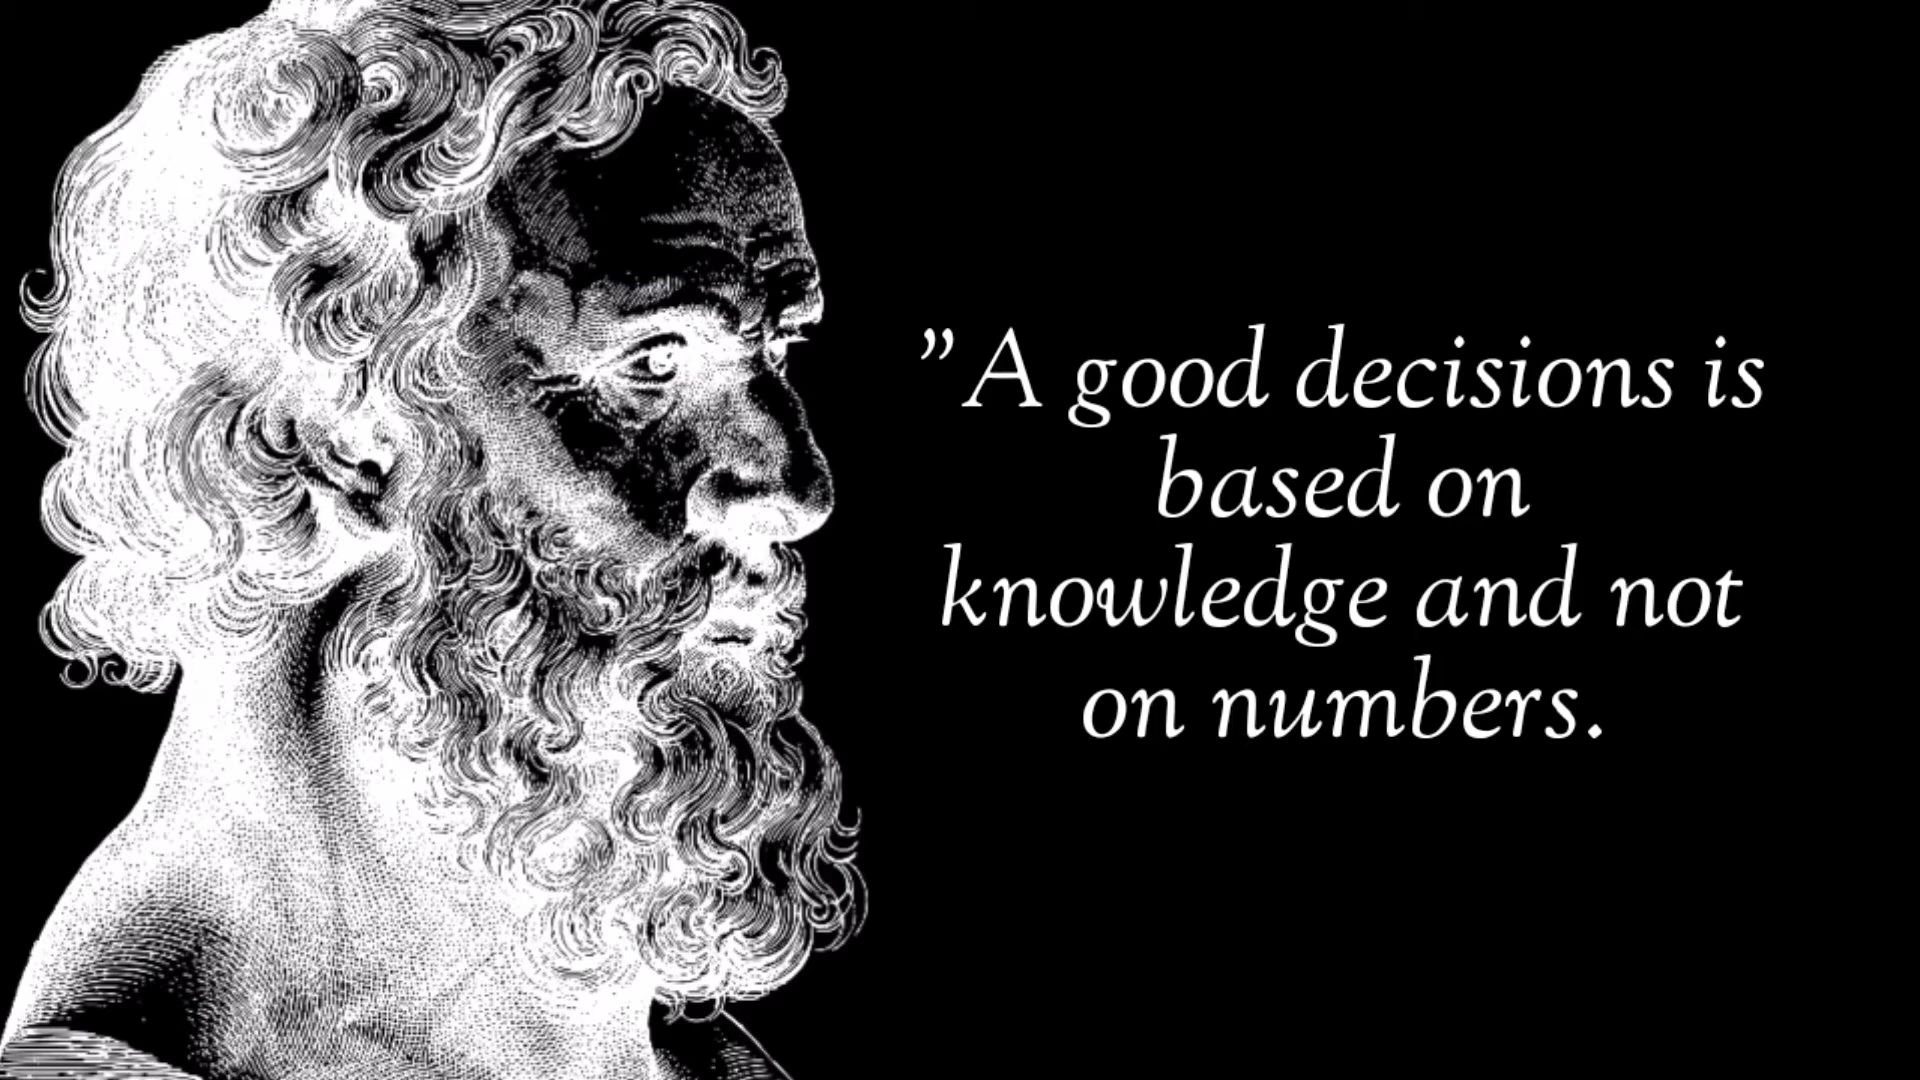 ”A good decisions is
based on
knowledge and not
on numbers.